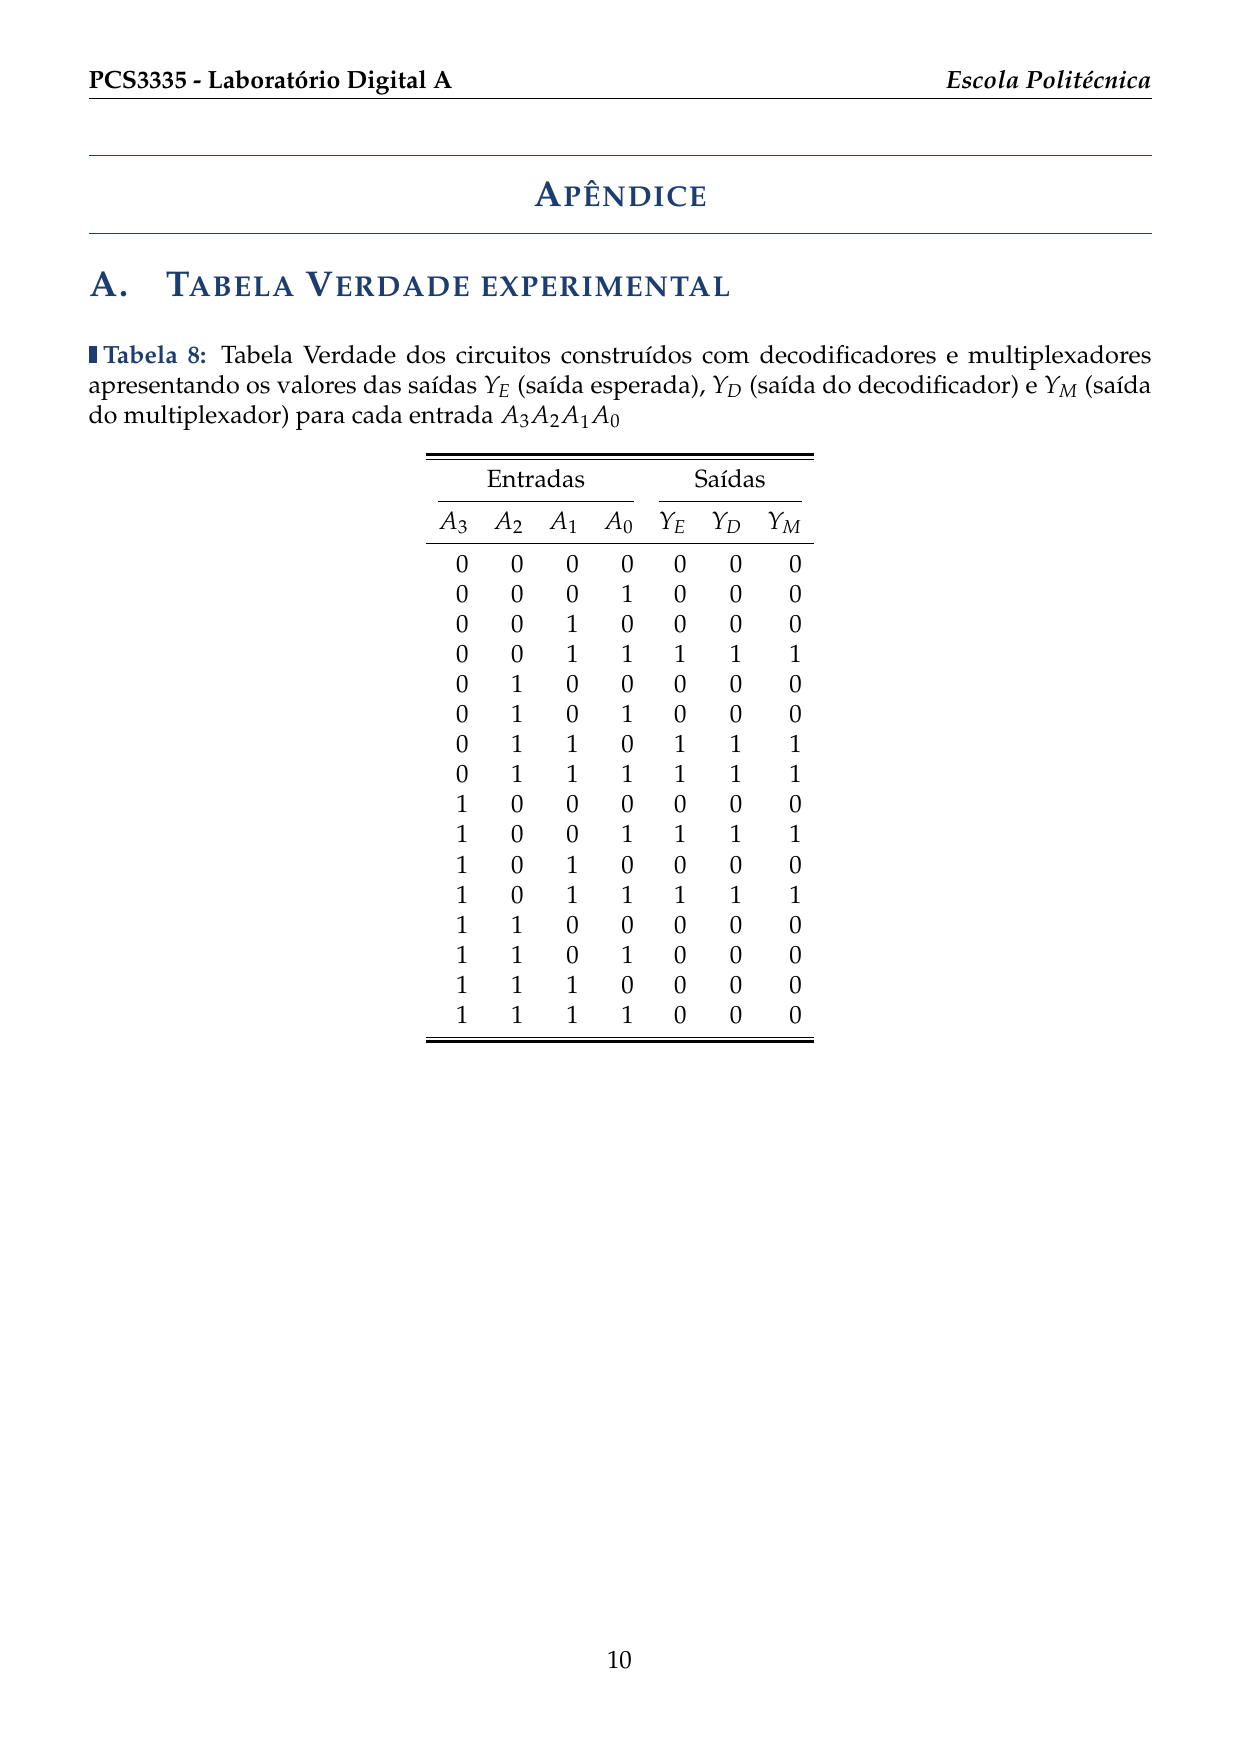 PCS3335 - Laboratório Digital A Escola Politécnica
APÊNDICE
A. TABELA VERDADE EXPERIMENTAL
Tabela 8: Tabela Verdade dos circuitos construídos com decodificadores e multiplexadores
apresentando os valores das saídas Y_E (saída esperada), Y_D (saída do decodificador) e Y_M (saída
do multiplexador) para cada entrada A_3A_2A_1A_0
Entradas Saídas
A_3 A_2 A_1 A_0 Y_E Y_D Y_M
0 0 0 0 0 0 0
0 0 0 1 0 0 0
0 0 1 0 0 0 0
0 0 1 1 1 1 1
0 1 0 0 0 0 0
0 1 0 1 0 0 0
0 1 1 0 1 1 1
0 1 1 1 1 1 1
1 0 0 0 0 0 0
1 0 0 1 1 1 1
1 0 1 0 0 0 0
1 0 1 1 1 1 1
1 1 0 0 0 0 0
1 1 0 1 0 0 0
1 1 1 0 0 0 0
1 1 1 1 0 0 0
10